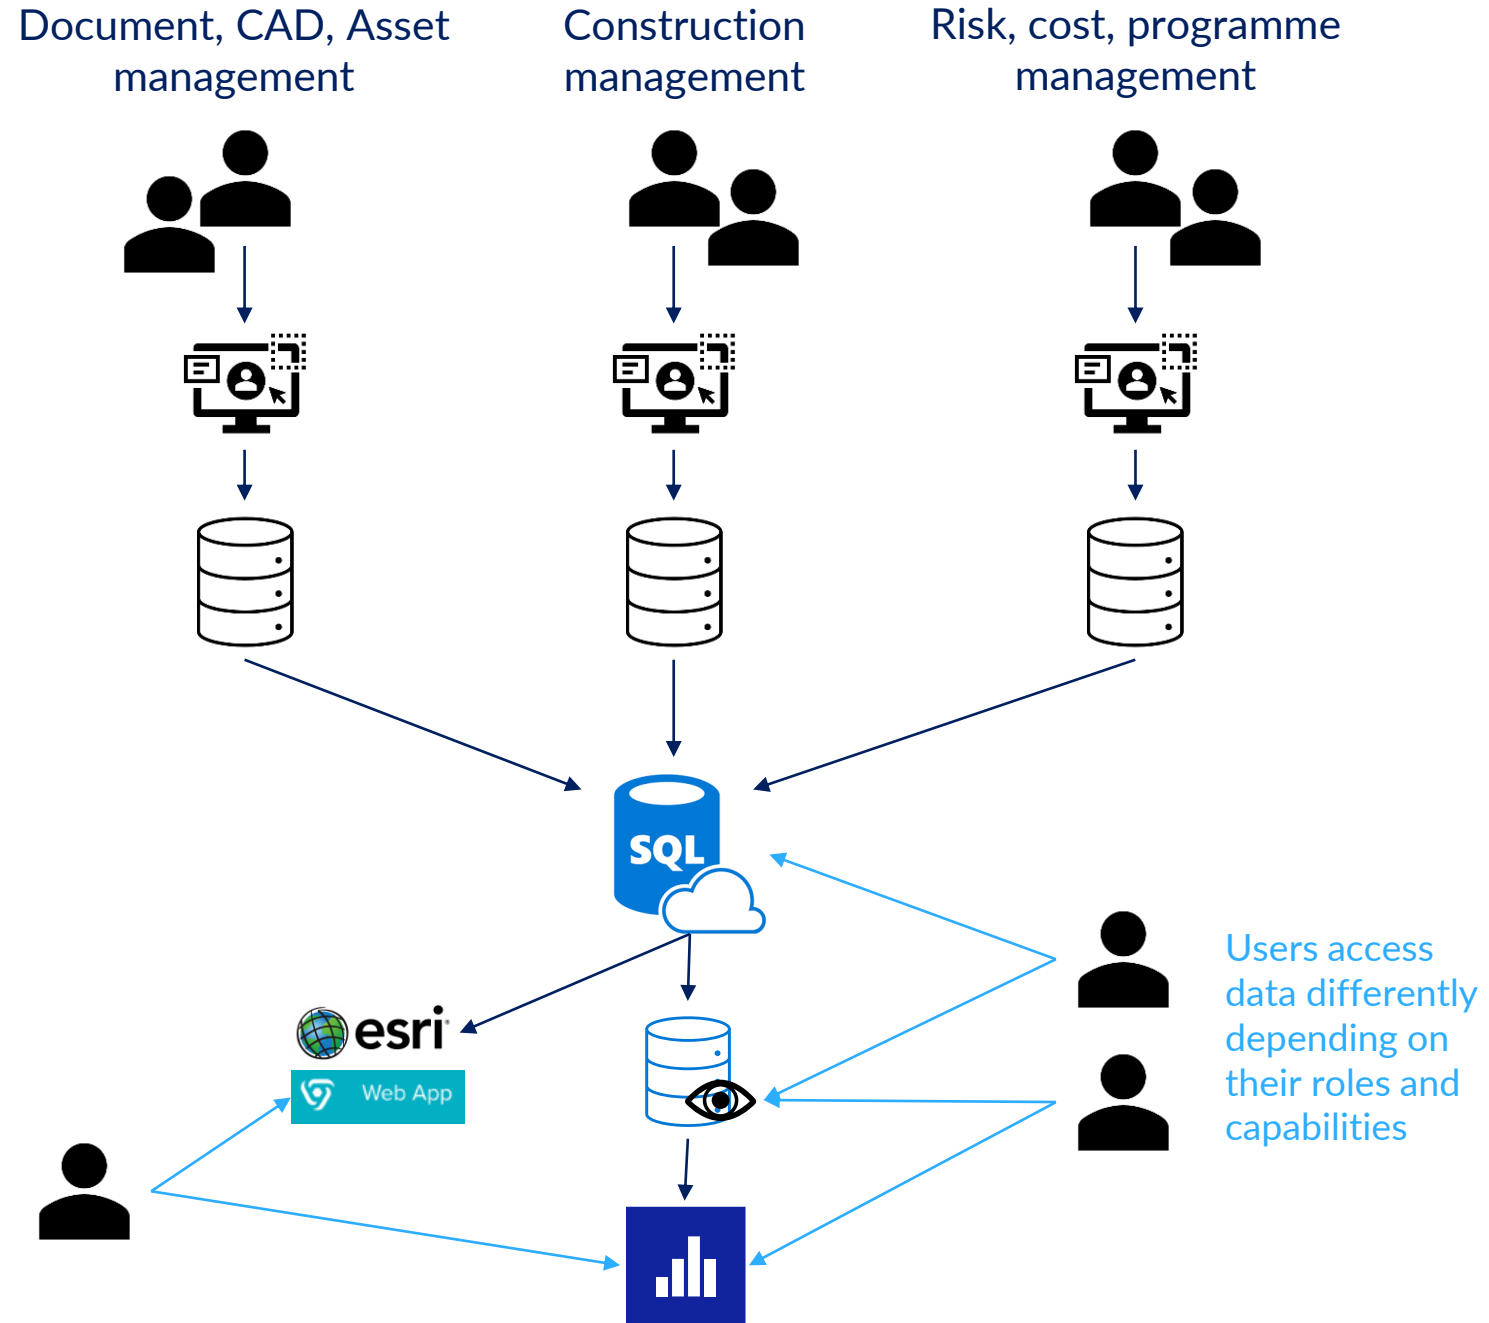 Document, CAD, Asset
management
Construction
management
Risk, cost, programme
management
SQL
Users access
data differently
depending on
their roles and
capabilities
esri
Web App